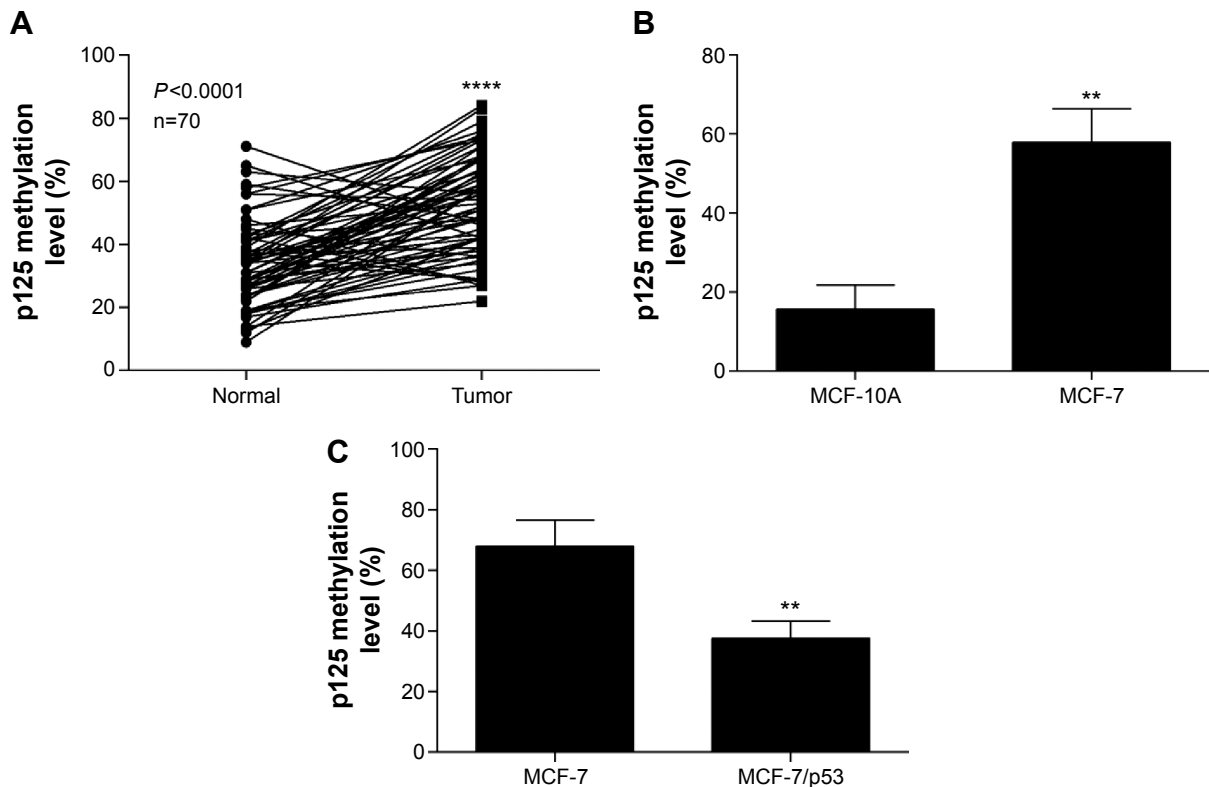 A
p125 methylation
level (%)
100
80
60
40
20
0
P<0.0001
n=70
****
Normal
Tumor
B
p125 methylation
level (%)
80
60
40
20
0
**
MCF-10A
MCF-7
C
p125 methylation
level (%)
100
80
60
40
20
0
**
MCF-7
MCF-7/p53